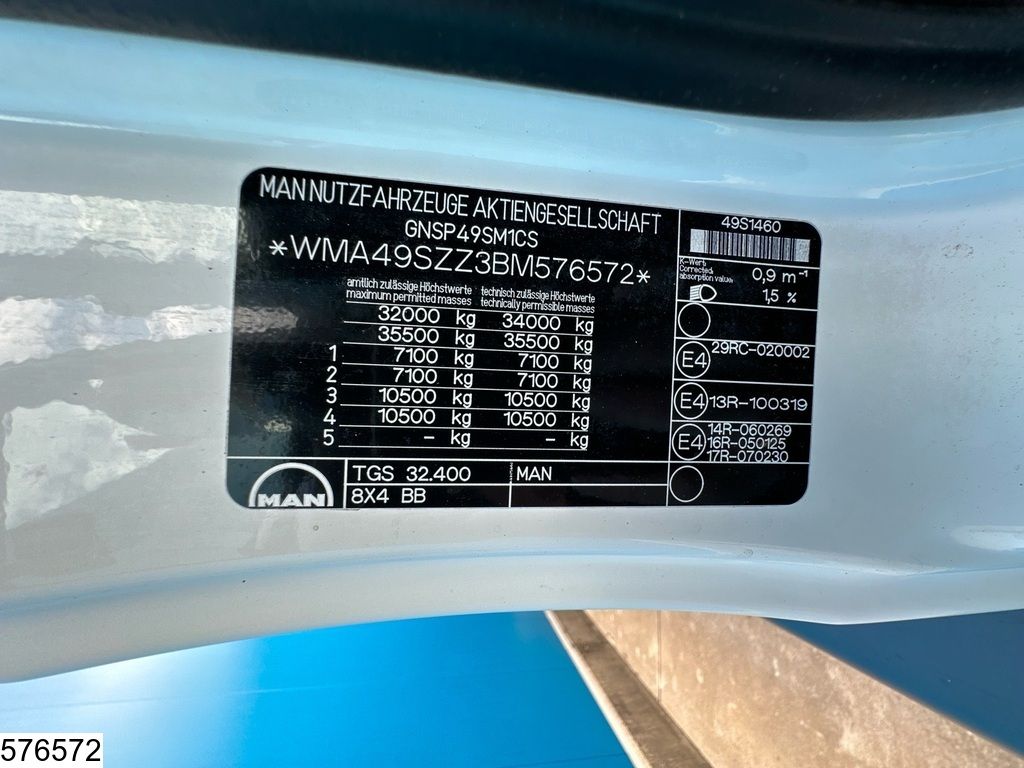 MAN NUTZFAHRZEUGE AKTIENGESELLSCHAFT
GNSP49SM1CS
*WMA49SZZ3BM576572*
amtlich zulässige Höchstwerte technisch zulässige Höchstwerte
maximum permitted masses technically permissible masses
32000 kg 34000 kg
35500 kg 35500 kg
1 7100 kg 7100 kg
2 7100 kg 7100 kg
3 10500 kg 10500 kg
4 10500 kg 10500 kg
5 – kg – kg
MAN
TGS 32.400 MAN
8X4 BB
49S1460
K-Wert
Corrected
absorption value 0,9 m⁻¹
1,5 %
E4 29RC-020002
E4 13R-100319
E4 14R-060269
16R-050125
17R-070230
576572